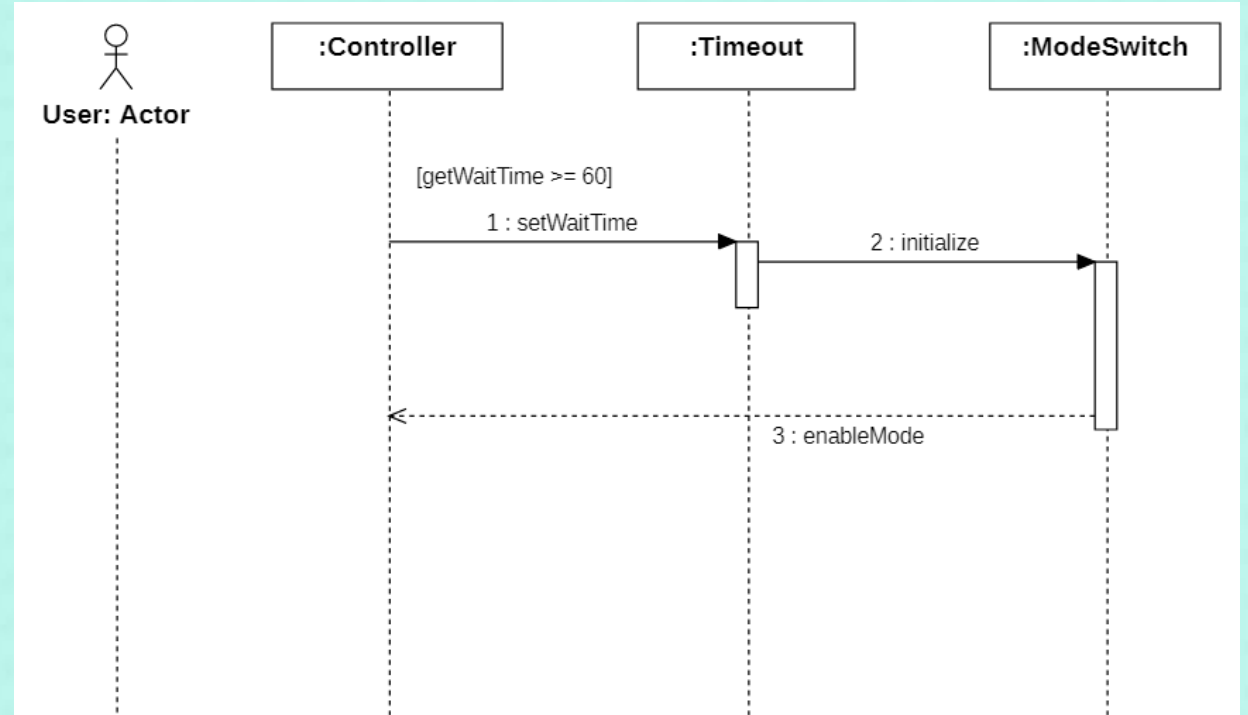 :Controller
:Timeout
:ModeSwitch
User: Actor
[getWaitTime >= 60]
1 : setWaitTime
2 : initialize
3 : enableMode